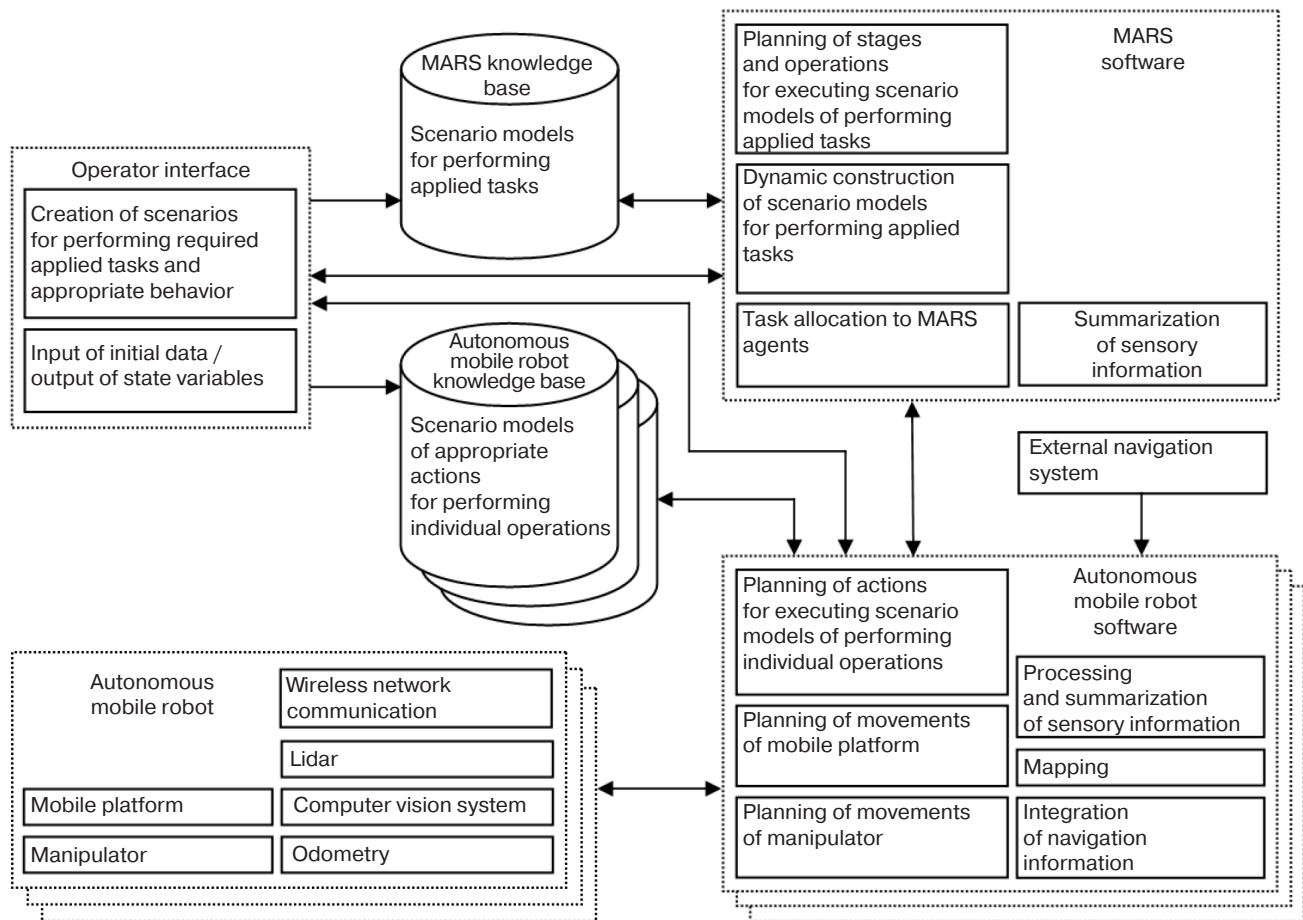 Operator interface
Creation of scenarios
for performing required
applied tasks and
appropriate behavior
Input of initial data /
output of state variables
MARS knowledge
base
Scenario models
for performing
applied tasks
Autonomous
mobile robot
knowledge base
Scenario models
of appropriate
actions
for performing
individual operations
MARS
software
Planning of stages
and operations
for executing scenario
models of performing
applied tasks
Dynamic construction
of scenario models
for performing applied
tasks
Task allocation to MARS
agents
Summarization
of sensory
information
External navigation
system
Autonomous
mobile robot
software
Planning of actions
for executing scenario
models of performing
individual operations
Planning of movements
of mobile platform
Planning of movements
of manipulator
Processing
and summarization
of sensory information
Mapping
Integration
of navigation
information
Autonomous
mobile robot
Wireless network
communication
Lidar
Mobile platform
Computer vision system
Manipulator
Odometry